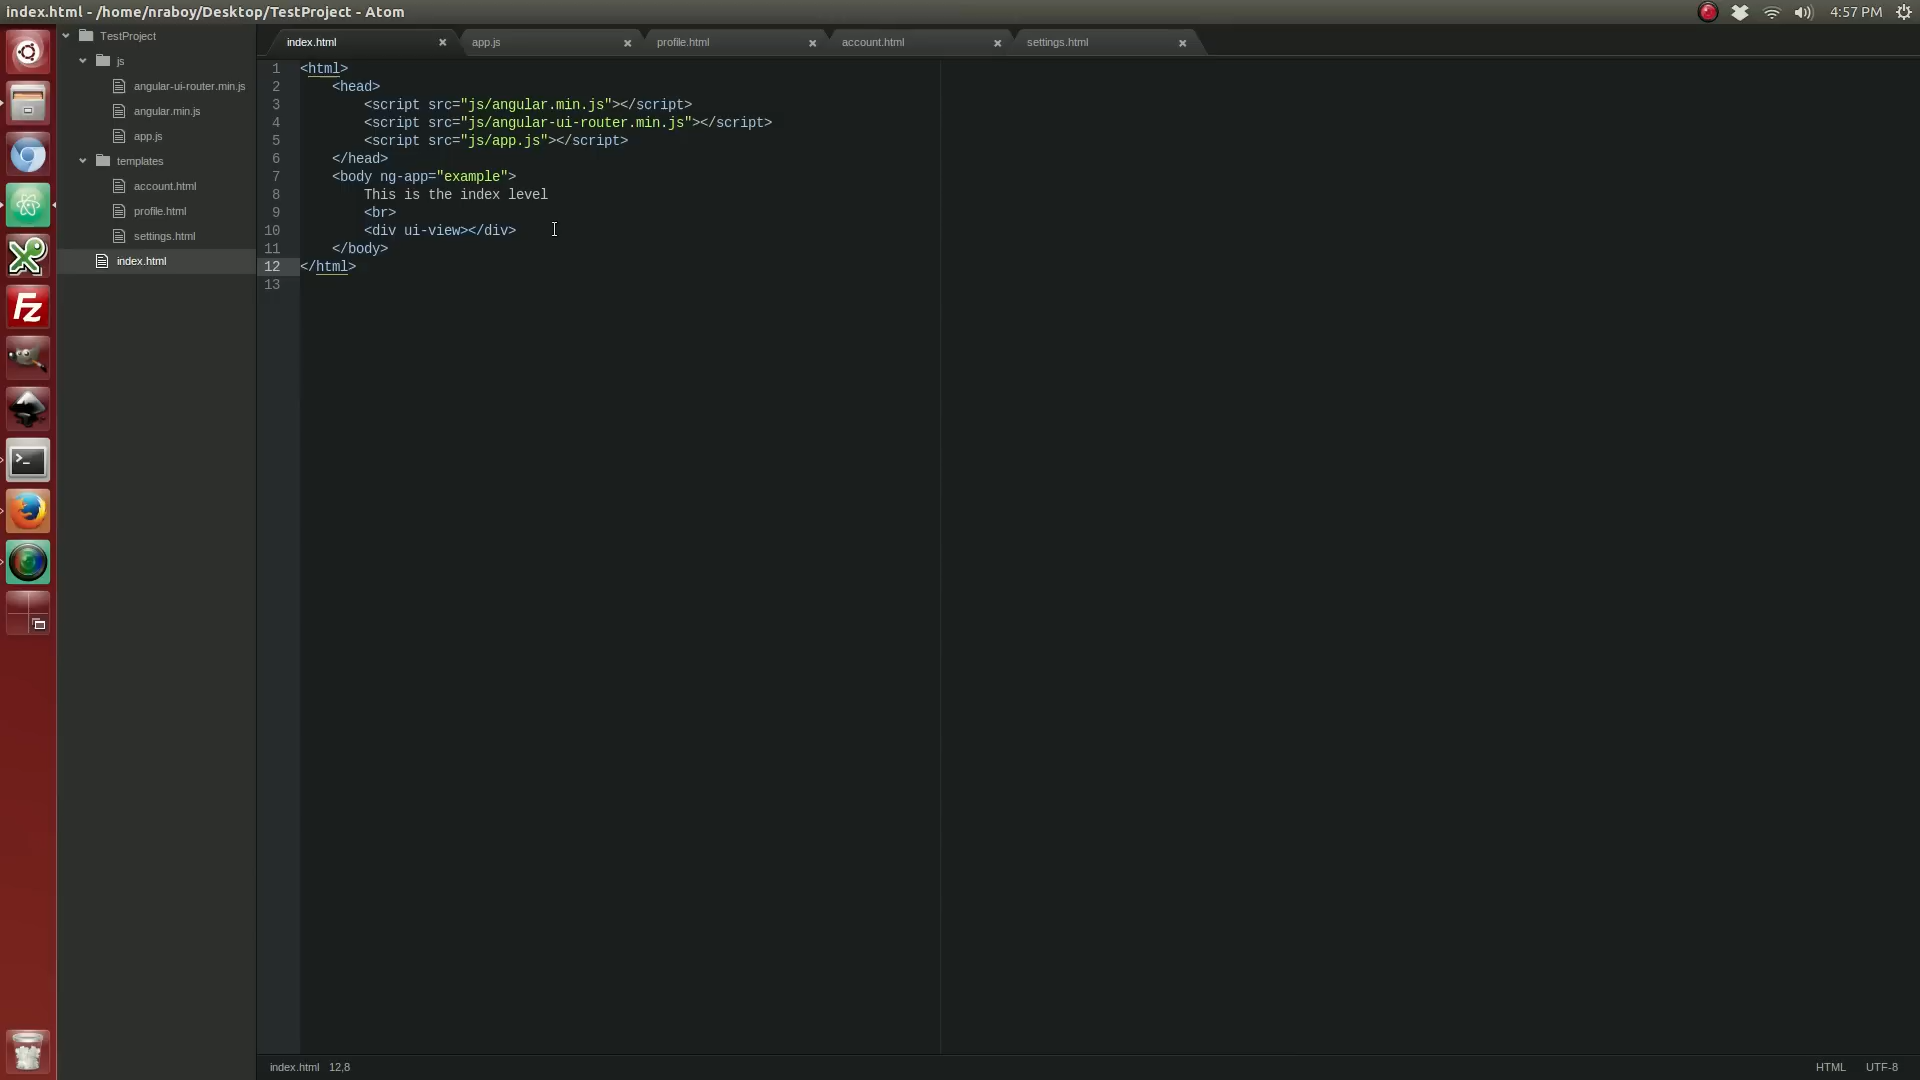 index.html - /home/nraboy/Desktop/TestProject - Atom
4:57 PM
TestProject
js
angular-ui-router.min.js
angular.min.js
app.js
templates
account.html
profile.html
settings.html
index.html
index.html
app.js
profile.html
account.html
settings.html
1 <html>
2 <head>
3 <script src="js/angular.min.js"></script>
4 <script src="js/angular-ui-router.min.js"></script>
5 <script src="js/app.js"></script>
6 </head>
7 <body ng-app="example">
8 This is the index level
9 <br>
10 <div ui-view></div>
11 </body>
12 </html>
13
Fz
>_
index.html 12,8
HTML UTF-8